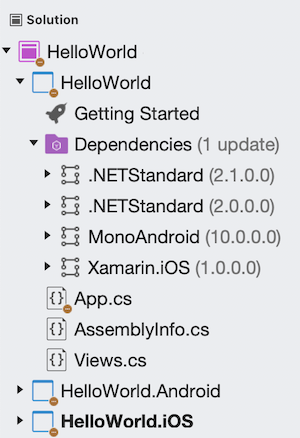 Solution
HelloWorld
HelloWorld
Getting Started
Dependencies (1 update)
.NETStandard (2.1.0.0)
.NETStandard (2.0.0.0)
MonoAndroid (10.0.0.0)
Xamarin.iOS (1.0.0.0)
App.cs
AssemblyInfo.cs
Views.cs
HelloWorld.Android
HelloWorld.iOS